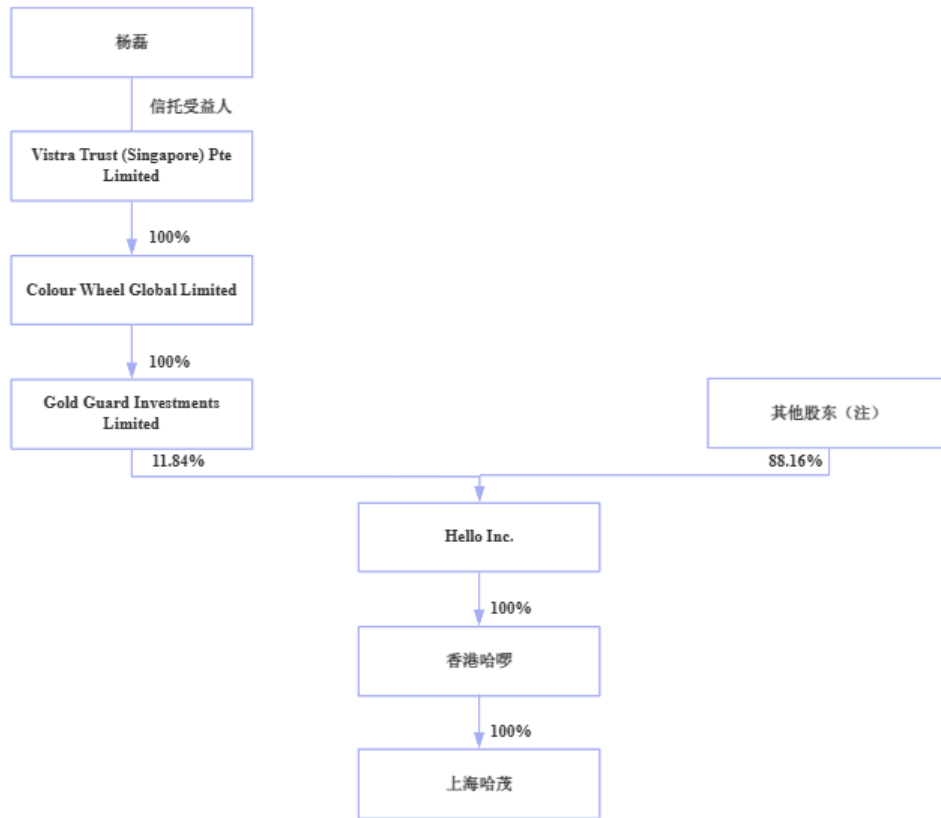 杨磊
信托受益人
Vistra Trust (Singapore) Pte
Limited
100%
Colour Wheel Global Limited
100%
Gold Guard Investments
Limited
其他股东（注）
11.84%
88.16%
Hello Inc.
100%
香港哈啰
100%
上海哈茂